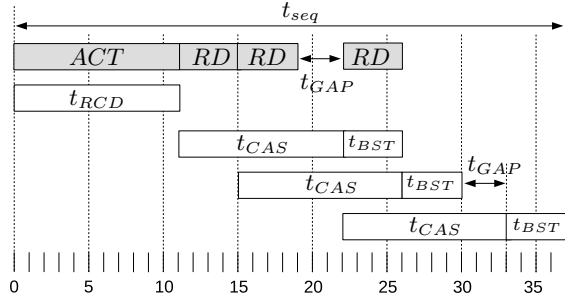 t_seq
ACT RD RD RD
t_GAP
t_RCD
t_CAS t_BST
t_GAP
t_CAS t_BST
t_CAS t_BST
0 5 10 15 20 25 30 35